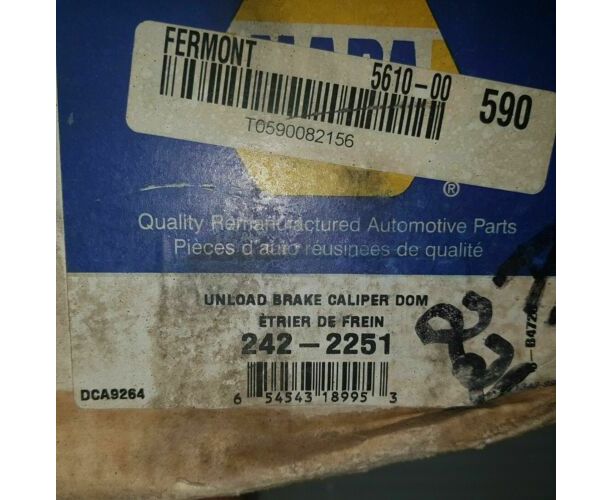 FERMONT
5610-00
590
T0590082156
NAPA
®
Quality Remanufactured Automotive Parts
Pièces d'auto réusinées de qualité
UNLOAD BRAKE CALIPER DOM
ÉTRIER DE FREIN
242-2251
DCA9264
6 54543 18995 3